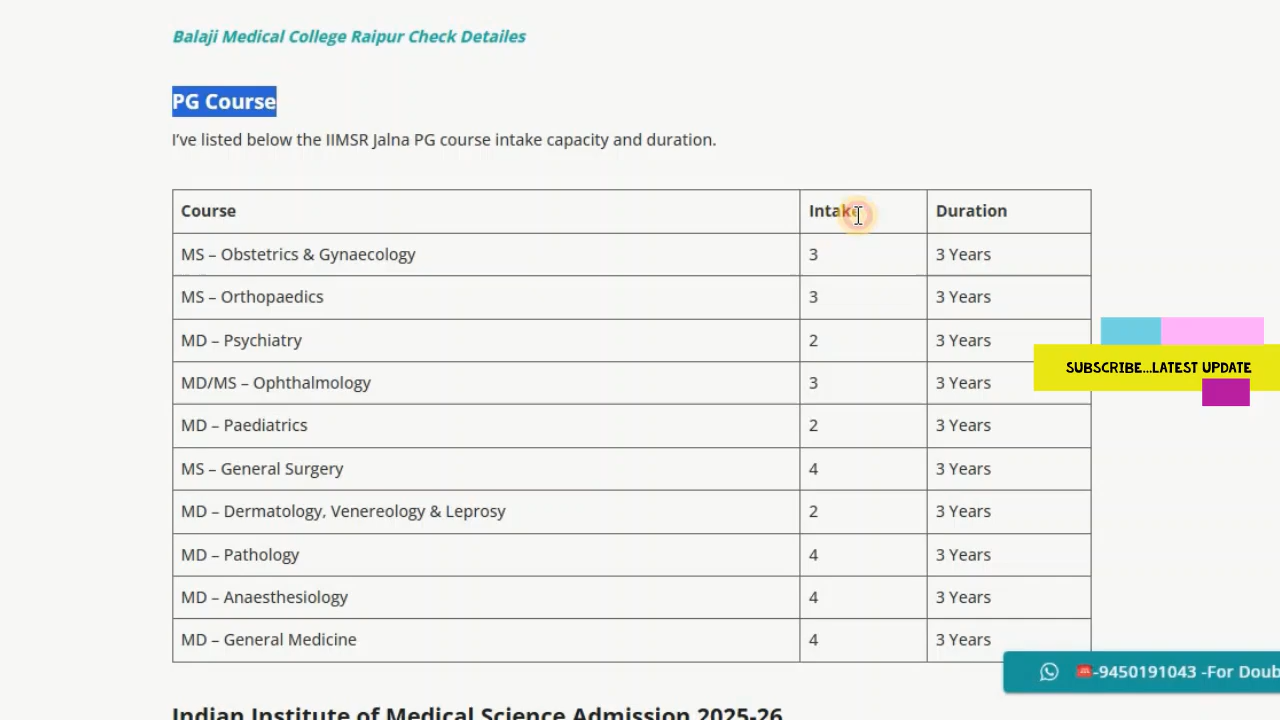 Balaji Medical College Raipur Check Detailes
PG Course
I've listed below the IIMSR Jalna PG course intake capacity and duration.
Course Intake Duration
MS – Obstetrics & Gynaecology 3 3 Years
MS – Orthopaedics 3 3 Years
MD – Psychiatry 2 3 Years
MD/MS – Ophthalmology 3 3 Years
MD – Paediatrics 2 3 Years
MS – General Surgery 4 3 Years
MD – Dermatology, Venereology & Leprosy 2 3 Years
MD – Pathology 4 3 Years
MD – Anaesthesiology 4 3 Years
MD – General Medicine 4 3 Years
SUBSCRIBE...LATEST UPDATE
☎️-9450191043 -For Doub
Indian Institute of Medical Science Admission 2025-26